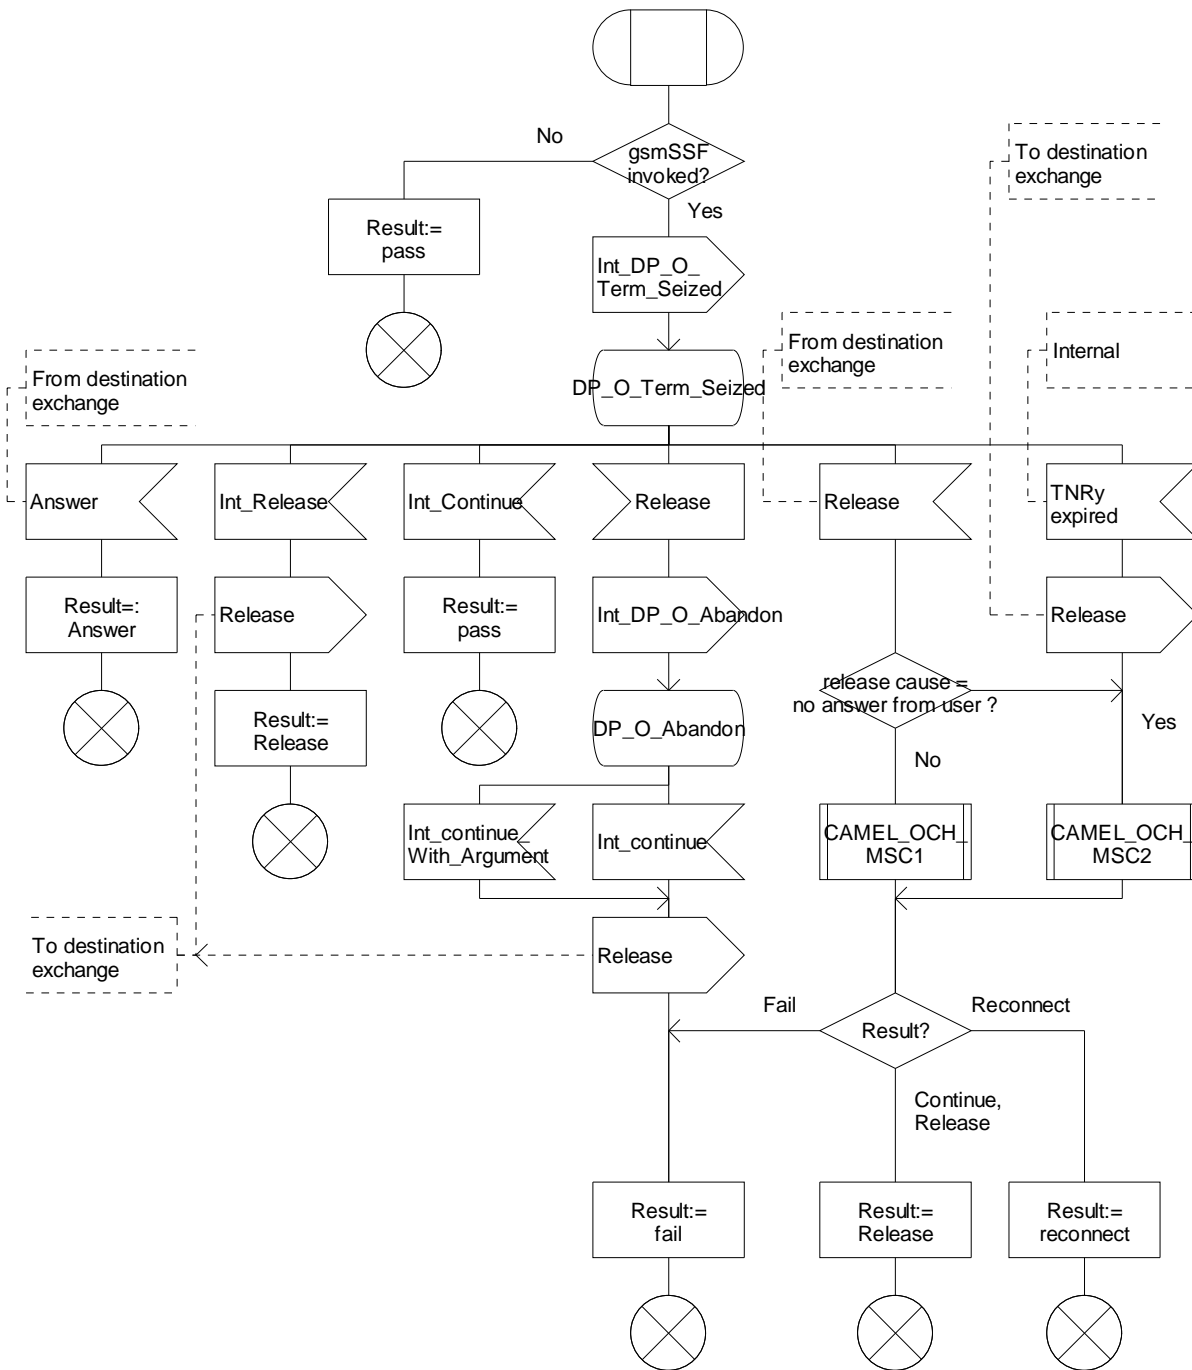 No
gsmSSF
invoked?
To destination
exchange
Yes
Result:=
pass
Int_DP_O_
Term_Seized
From destination
exchange
DP_O_Term_Seized
From destination
exchange
Internal
Answer
Int_Release
Int_Continue
Release
Release
TNRy
expired
Result=:
Answer
Release
Result:=
pass
Int_DP_O_Abandon
Release
release cause =
no answer from user ?
Result:=
Release
DP_O_Abandon
Yes
No
Int_continue_
With_Argument
Int_continue
CAMEL_OCH_
MSC1
CAMEL_OCH_
MSC2
To destination
exchange
Release
Fail
Reconnect
Result?
Continue,
Release
Result:=
fail
Result:=
Release
Result:=
reconnect